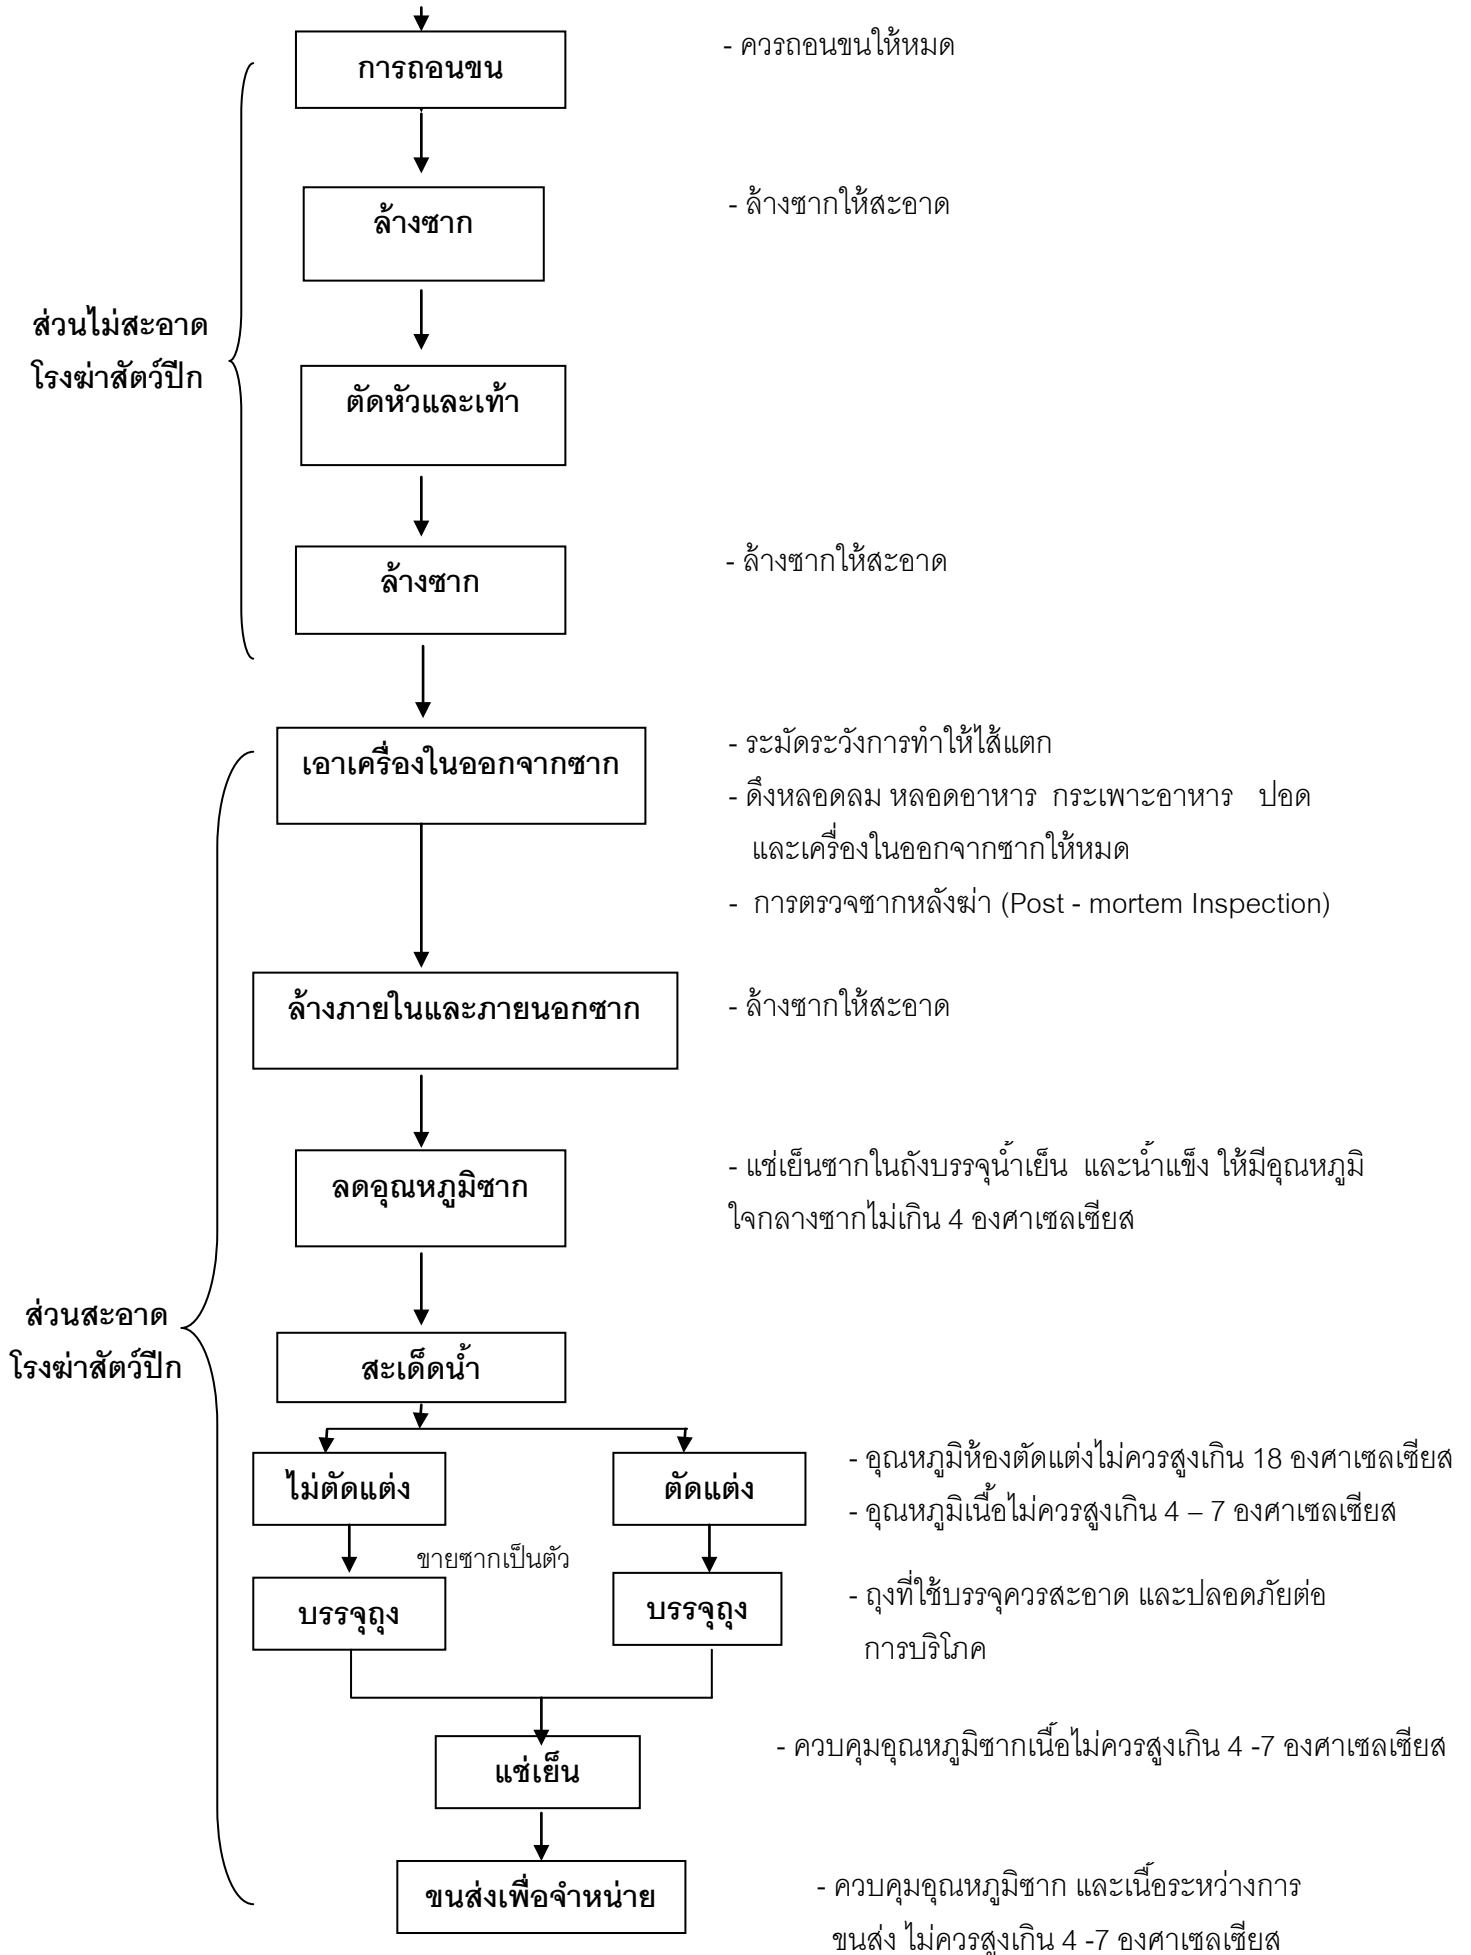 การถอนขน
- ควรถอนขนให้หมด
ล้างซาก
- ล้างซากให้สะอาด
ส่วนไม่สะอาด
โรงฆ่าสัตว์ปีก
ตัดหัวและเท้า
ล้างซาก
- ล้างซากให้สะอาด
เอาเครื่องในออกจากซาก
- ระมัดระวังการทำให้ไส้แตก
- ดึงหลอดลม หลอดอาหาร กระเพาะอาหาร ปอด
และเครื่องในออกจากซากให้หมด
- การตรวจซากหลังฆ่า (Post - mortem Inspection)
ล้างภายในและภายนอกซาก
- ล้างซากให้สะอาด
ลดอุณหภูมิซาก
- แช่เย็นซากในถังบรรจุน้ำเย็น และน้ำแข็ง ให้มีอุณหภูมิ
ใจกลางซากไม่เกิน 4 องศาเซลเซียส
ส่วนสะอาด
โรงฆ่าสัตว์ปีก
สะเด็ดน้ำ
ไม่ตัดแต่ง
ตัดแต่ง
- อุณหภูมิห้องตัดแต่งไม่ควรสูงเกิน 18 องศาเซลเซียส
- อุณหภูมิเนื้อไม่ควรสูงเกิน 4 – 7 องศาเซลเซียส
ขายซากเป็นตัว
บรรจุถุง
บรรจุถุง
- ถุงที่ใช้บรรจุควรสะอาด และปลอดภัยต่อ
การบริโภค
แช่เย็น
- ควบคุมอุณหภูมิซากเนื้อไม่ควรสูงเกิน 4 -7 องศาเซลเซียส
ขนส่งเพื่อจำหน่าย
- ควบคุมอุณหภูมิซาก และเนื้อระหว่างการ
ขนส่ง ไม่ควรสูงเกิน 4 -7 องศาเซลเซียส